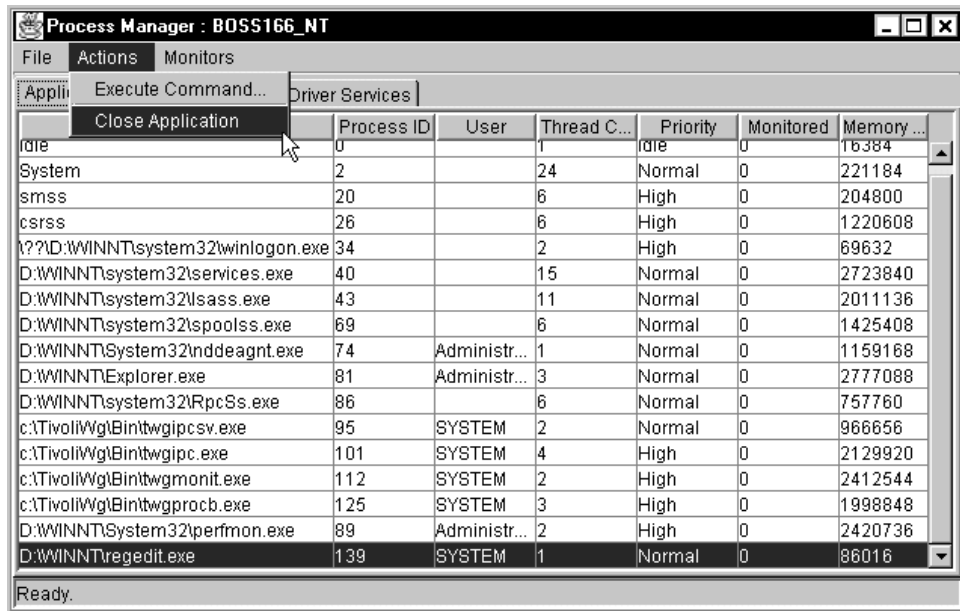 Process Manager : BOSS166_NT
File Actions Monitors
Execute Command...
Close Application
Appli Driver Services
Process ID User Thread C... Priority Monitored Memory ...
Idle 0 1 Idle 0 16384
System 2 24 Normal 0 221184
smss 20 6 High 0 204800
csrss 26 6 High 0 1220608
\??\D:\WINNT\system32\winlogon.exe 34 2 High 0 69632
D:\WINNT\system32\services.exe 40 15 Normal 0 2723840
D:\WINNT\system32\lsass.exe 43 11 Normal 0 2011136
D:\WINNT\system32\spoolss.exe 69 6 Normal 0 1425408
D:\WINNT\System32\nddeagnt.exe 74 Administr... 1 Normal 0 1159168
D:\WINNT\Explorer.exe 81 Administr... 3 Normal 0 2777088
D:\WINNT\system32\RpcSs.exe 86 6 Normal 0 757760
c:\TivoliWg\Bin\twgipcsv.exe 95 SYSTEM 2 Normal 0 966656
c:\TivoliWg\Bin\twgipc.exe 101 SYSTEM 4 High 0 2129920
c:\TivoliWg\Bin\twgmonit.exe 112 SYSTEM 2 High 0 2412544
c:\TivoliWg\Bin\twgprocb.exe 125 SYSTEM 3 High 0 1998848
D:\WINNT\System32\perfmon.exe 89 Administr... 2 High 0 2420736
D:\WINNT\regedit.exe 139 SYSTEM 1 Normal 0 86016
Ready.